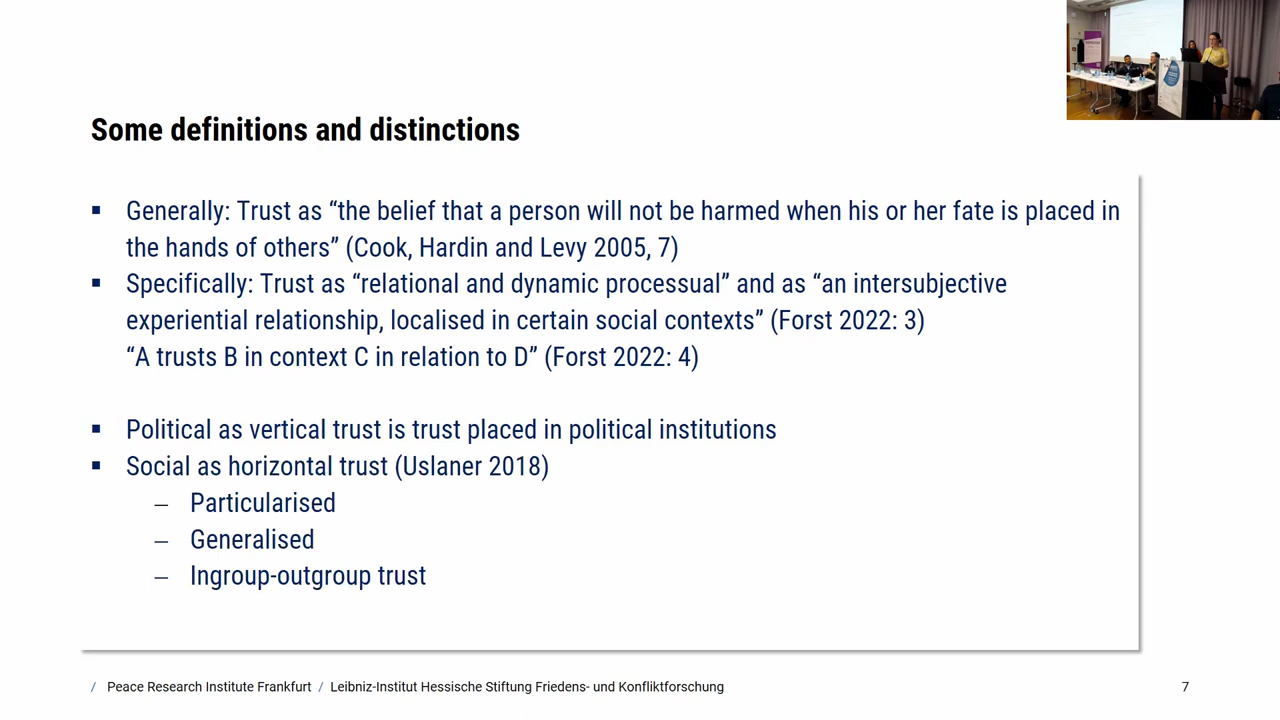 Some definitions and distinctions
▪ Generally: Trust as “the belief that a person will not be harmed when his or her fate is placed in
the hands of others” (Cook, Hardin and Levy 2005, 7)
▪ Specifically: Trust as “relational and dynamic processual” and as “an intersubjective
experiential relationship, localised in certain social contexts” (Forst 2022: 3)
“A trusts B in context C in relation to D” (Forst 2022: 4)
▪ Political as vertical trust is trust placed in political institutions
▪ Social as horizontal trust (Uslaner 2018)
– Particularised
– Generalised
– Ingroup-outgroup trust
/ Peace Research Institute Frankfurt / Leibniz-Institut Hessische Stiftung Friedens- und Konfliktforschung
7